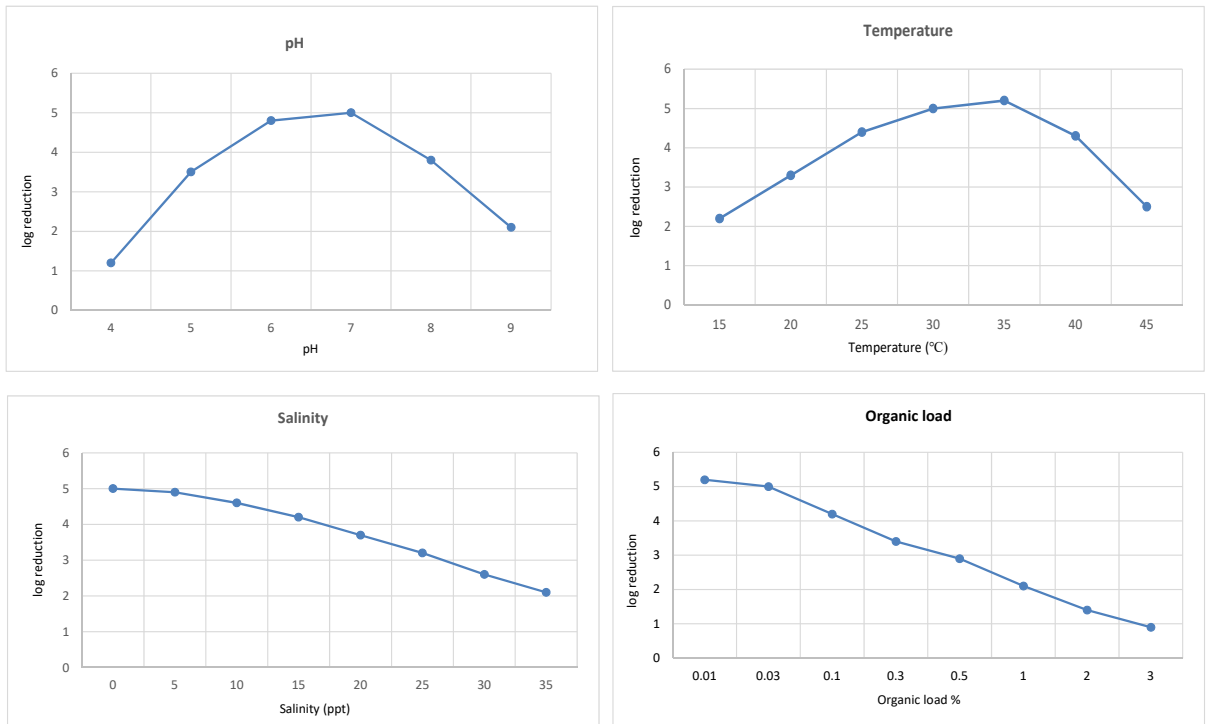 pH
6
5
4
3
2
1
0
log reduction
4 5 6 7 8 9
pH
Temperature
6
5
4
3
2
1
0
log reduction
15 20 25 30 35 40 45
Temperature (℃)
Salinity
6
5
4
3
2
1
0
log reduction
0 5 10 15 20 25 30 35
Salinity (ppt)
Organic load
6
5
4
3
2
1
0
log reduction
0.01 0.03 0.1 0.3 0.5 1 2 3
Organic load %